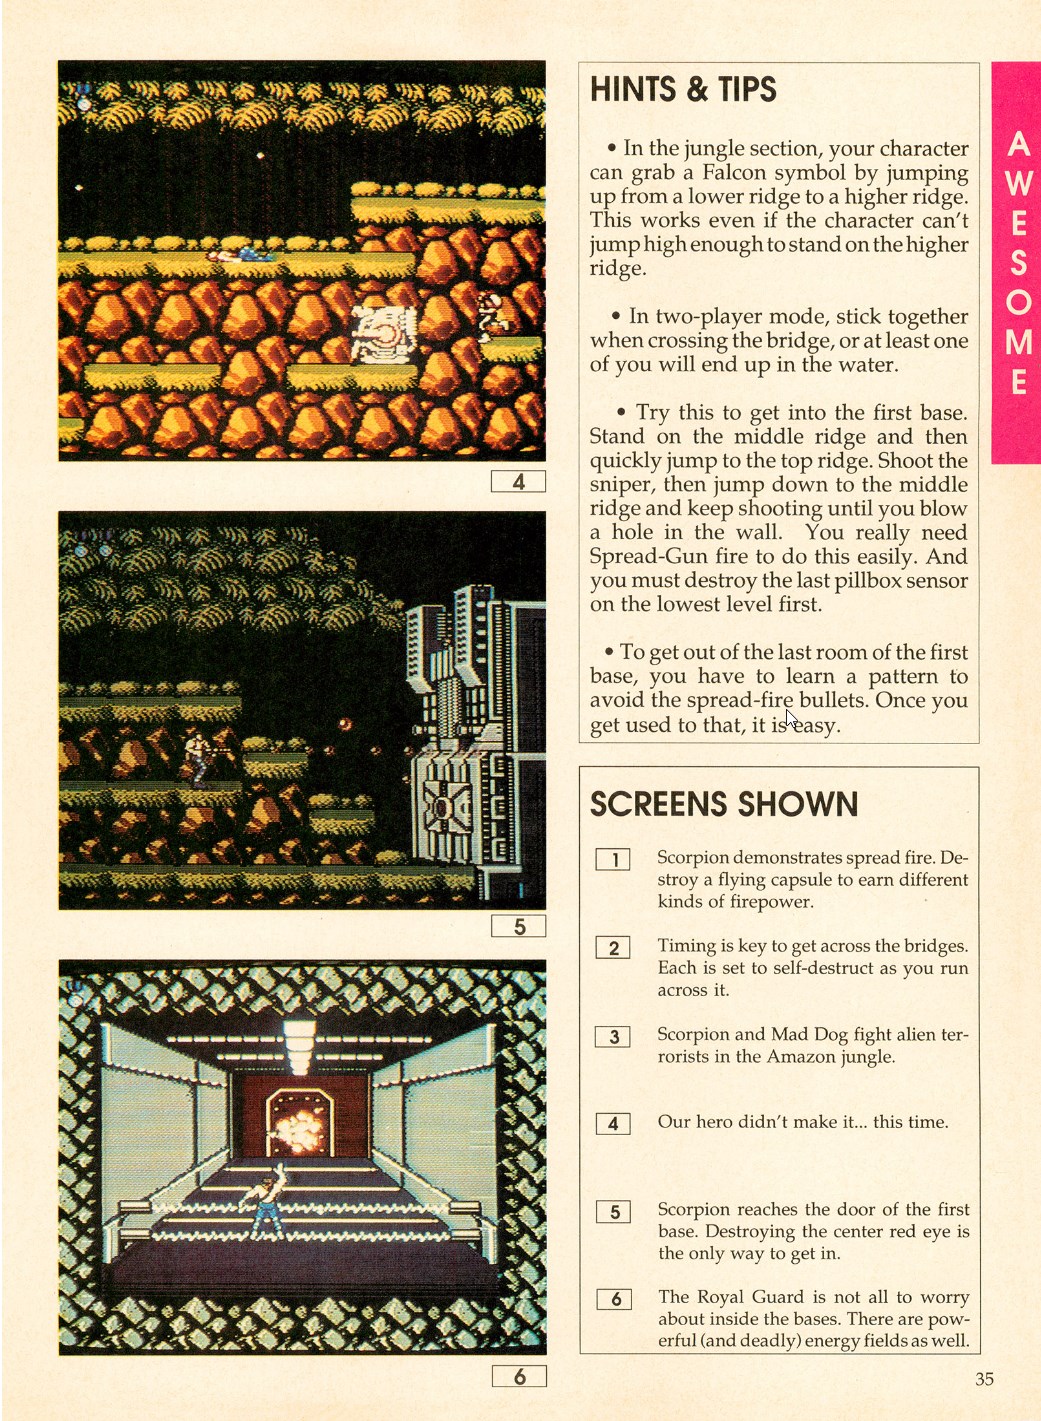 HINTS & TIPS
• In the jungle section, your character
can grab a Falcon symbol by jumping
up from a lower ridge to a higher ridge.
This works even if the character can't
jump high enough to stand on the higher
ridge.
• In two-player mode, stick together
when crossing the bridge, or at least one
of you will end up in the water.
• Try this to get into the first base.
Stand on the middle ridge and then
quickly jump to the top ridge. Shoot the
sniper, then jump down to the middle
ridge and keep shooting until you blow
a hole in the wall. You really need
Spread-Gun fire to do this easily. And
you must destroy the last pillbox sensor
on the lowest level first.
• To get out of the last room of the first
base, you have to learn a pattern to
avoid the spread-fire bullets. Once you
get used to that, it is easy.
AWESOME
4
5
6
SCREENS SHOWN
1 Scorpion demonstrates spread fire. De-
stroy a flying capsule to earn different
kinds of firepower.
2 Timing is key to get across the bridges.
Each is set to self-destruct as you run
across it.
3 Scorpion and Mad Dog fight alien ter-
rorists in the Amazon jungle.
4 Our hero didn't make it... this time.
5 Scorpion reaches the door of the first
base. Destroying the center red eye is
the only way to get in.
6 The Royal Guard is not all to worry
about inside the bases. There are pow-
erful (and deadly) energy fields as well.
35